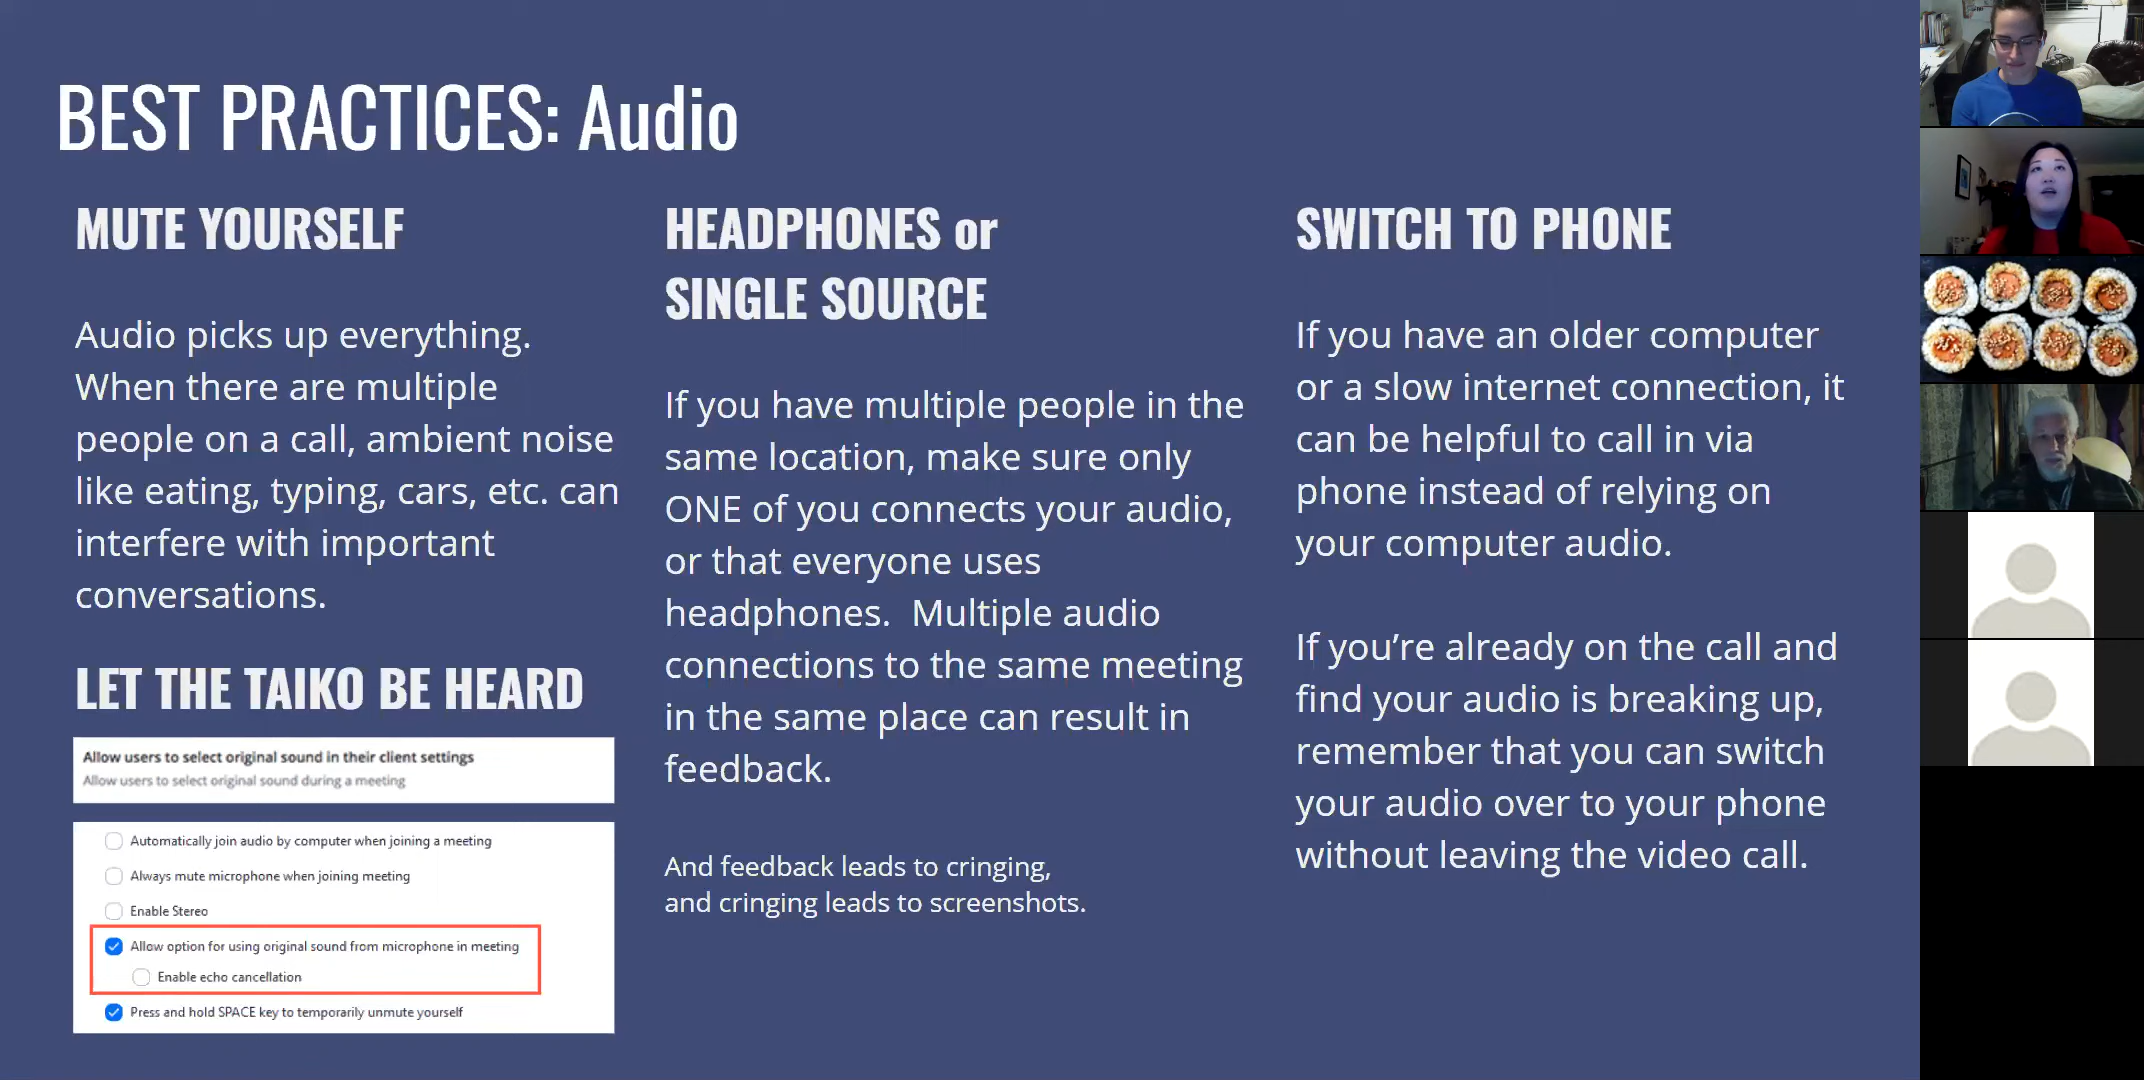 BEST PRACTICES: Audio
MUTE YOURSELF
Audio picks up everything.
When there are multiple
people on a call, ambient noise
like eating, typing, cars, etc. can
interfere with important
conversations.
LET THE TAIKO BE HEARD
Allow users to select original sound in their client settings
Allow users to select original sound during a meeting
Automatically join audio by computer when joining a meeting
Always mute microphone when joining meeting
Enable Stereo
Allow option for using original sound from microphone in meeting
Enable echo cancellation
Press and hold SPACE key to temporarily unmute yourself
HEADPHONES or
SINGLE SOURCE
If you have multiple people in the
same location, make sure only
ONE of you connects your audio,
or that everyone uses
headphones.  Multiple audio
connections to the same meeting
in the same place can result in
feedback.
And feedback leads to cringing,
and cringing leads to screenshots.
SWITCH TO PHONE
If you have an older computer
or a slow internet connection, it
can be helpful to call in via
phone instead of relying on
your computer audio.
If you’re already on the call and
find your audio is breaking up,
remember that you can switch
your audio over to your phone
without leaving the video call.